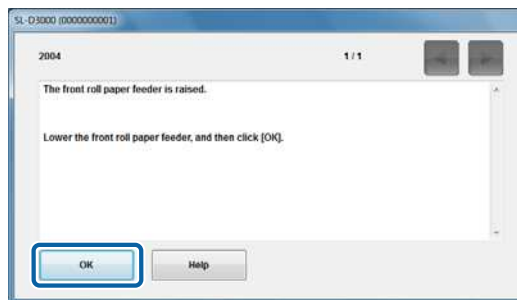 SL-D3000 (0000000001)
2004 1 / 1
The front roll paper feeder is raised.
Lower the front roll paper feeder, and then click [OK].
OK Help